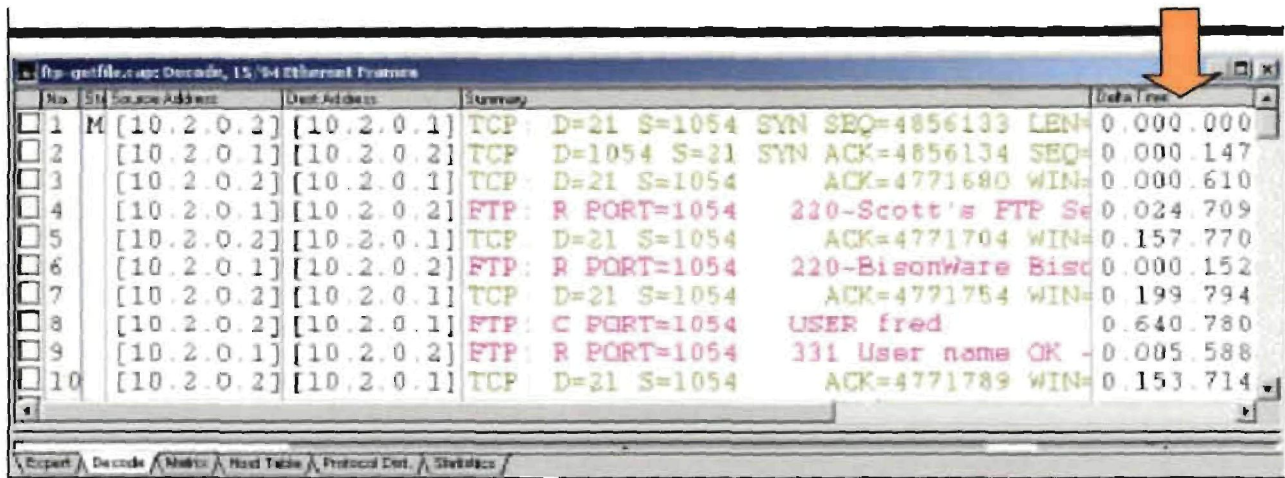 ftp-getfile.cap: Decode, 15/94 Ethernet Frames
No. Source Address Dest Address Summary Delta Time
1 M [10.2.0.2] [10.2.0.1] TCP: D=21 S=1054 SYN SEQ=4856133 LEN= 0.000.000
2 [10.2.0.1] [10.2.0.2] TCP D=1054 S=21 SYN ACK=4856134 SEQ= 0.000.147
3 [10.2.0.2] [10.2.0.1] TCP: D=21 S=1054 ACK=4771680 WIN= 0.000.610
4 [10.2.0.1] [10.2.0.2] FTP: R PORT=1054 220-Scott's FTP Se 0.024.709
5 [10.2.0.2] [10.2.0.1] TCP: D=21 S=1054 ACK=4771704 WIN= 0.157.770
6 [10.2.0.1] [10.2.0.2] FTP: R PORT=1054 220-BisonWare Biso 0.000.152
7 [10.2.0.2] [10.2.0.1] TCP: D=21 S=1054 ACK=4771754 WIN= 0.199.794
8 [10.2.0.2] [10.2.0.1] FTP: C PORT=1054 USER fred 0.640.780
9 [10.2.0.1] [10.2.0.2] FTP: R PORT=1054 331 User name OK - 0.005.588
10 [10.2.0.2] [10.2.0.1] TCP: D=21 S=1054 ACK=4771789 WIN= 0.153.714
Expert Decode Matrix Host Table Protocol Dist. Statistics